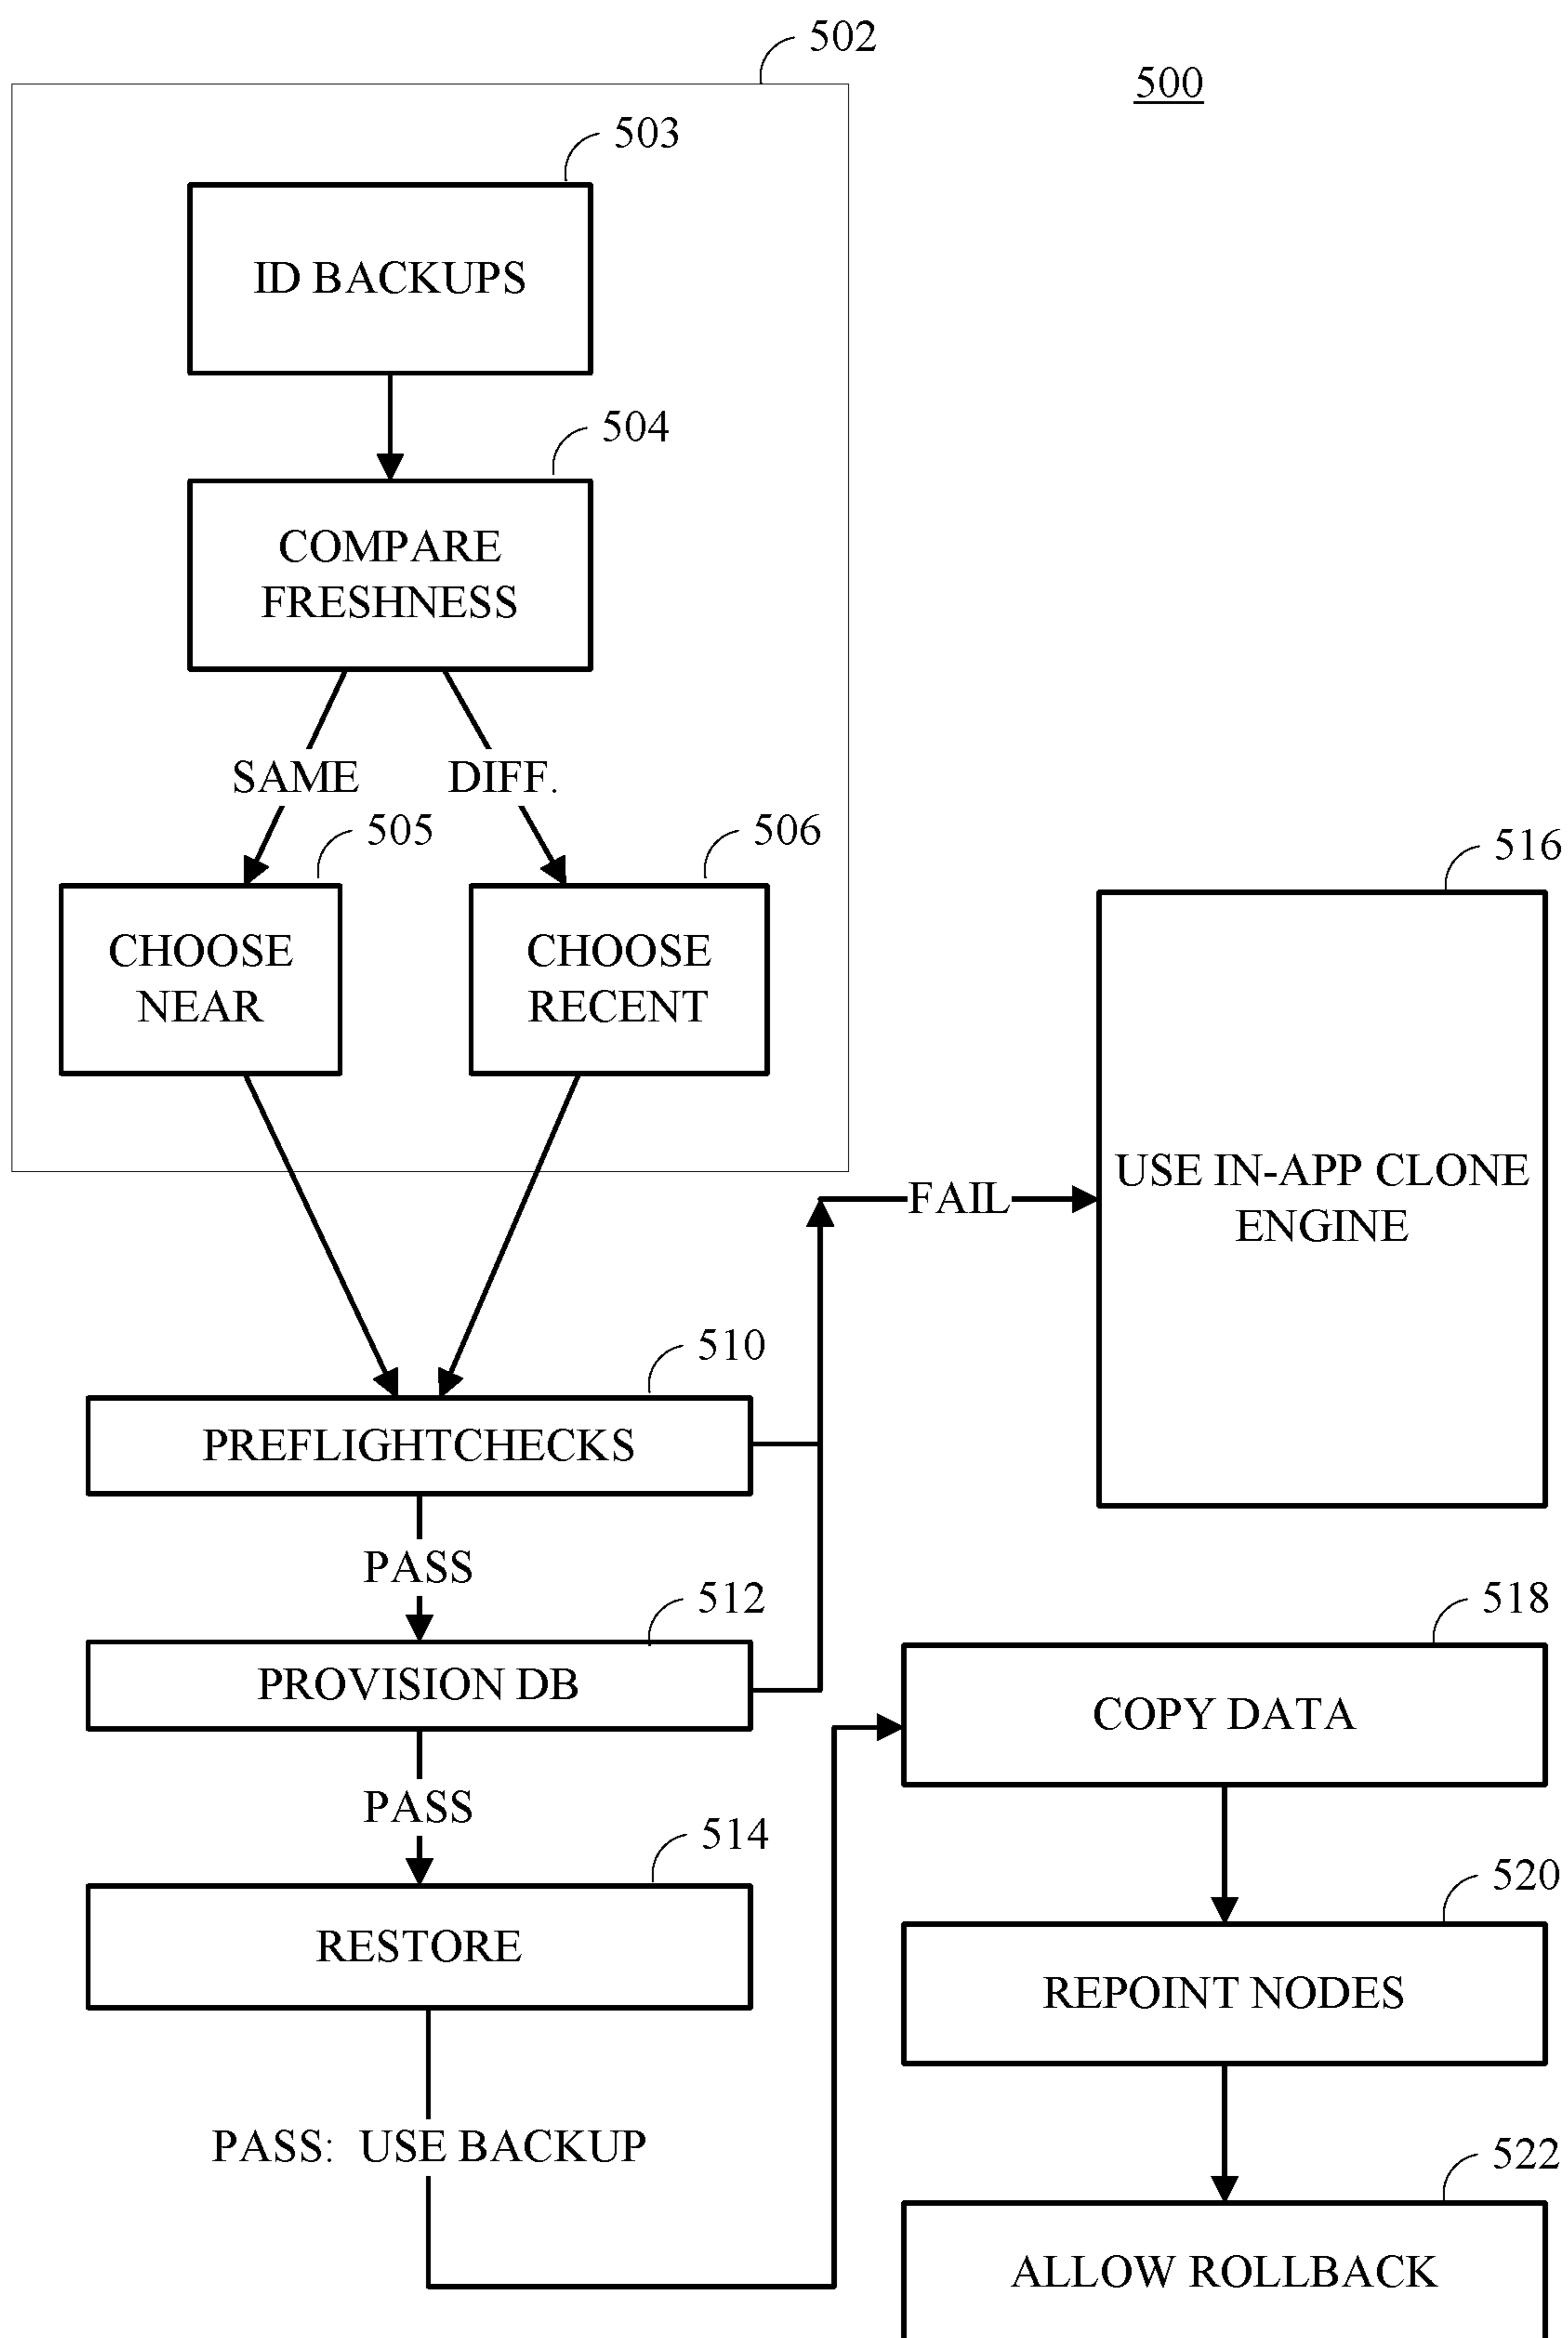 502
500
503
ID BACKUPS
504
COMPARE
FRESHNESS
SAME
DIFF.
505
506
CHOOSE
NEAR
CHOOSE
RECENT
516
USE IN-APP CLONE
ENGINE
FAIL
510
PREFLIGHTCHECKS
PASS
512
PROVISION DB
PASS
514
RESTORE
PASS: USE BACKUP
518
COPY DATA
520
REPOINT NODES
522
ALLOW ROLLBACK